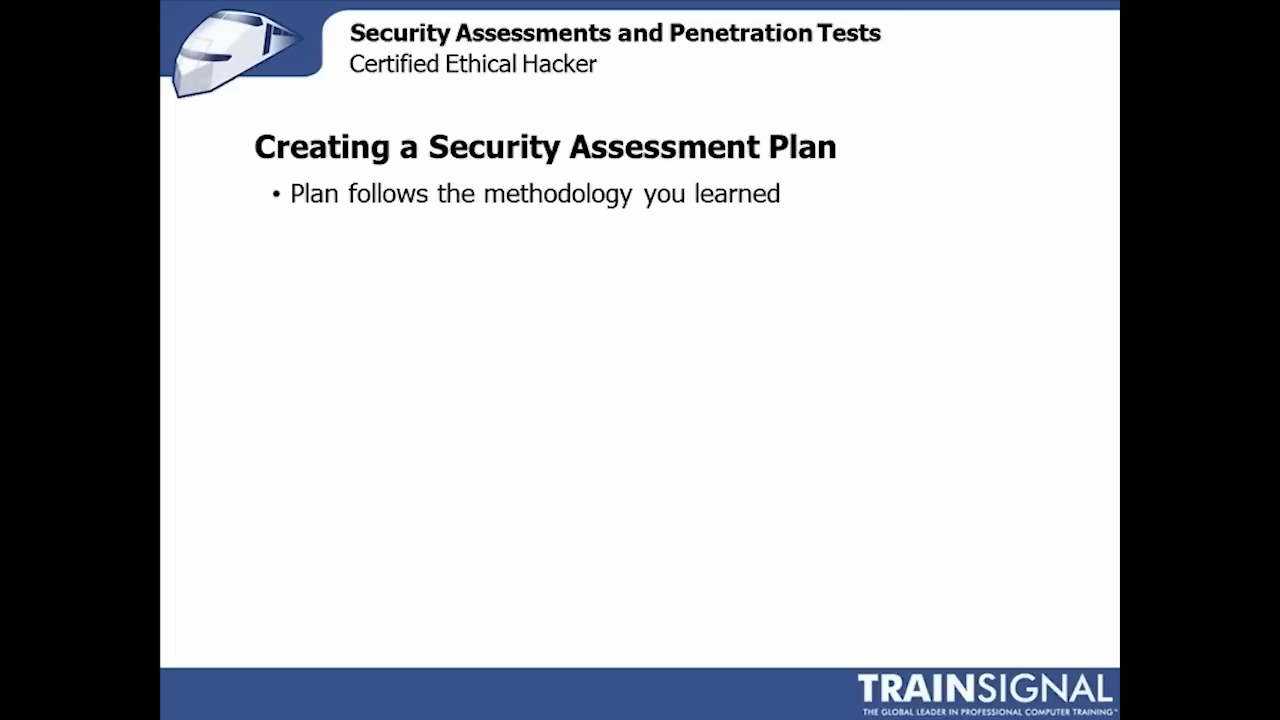 Security Assessments and Penetration Tests
Certified Ethical Hacker
Creating a Security Assessment Plan
• Plan follows the methodology you learned
TRAINSIGNAL
THE GLOBAL LEADER IN PROFESSIONAL COMPUTER TRAINING™